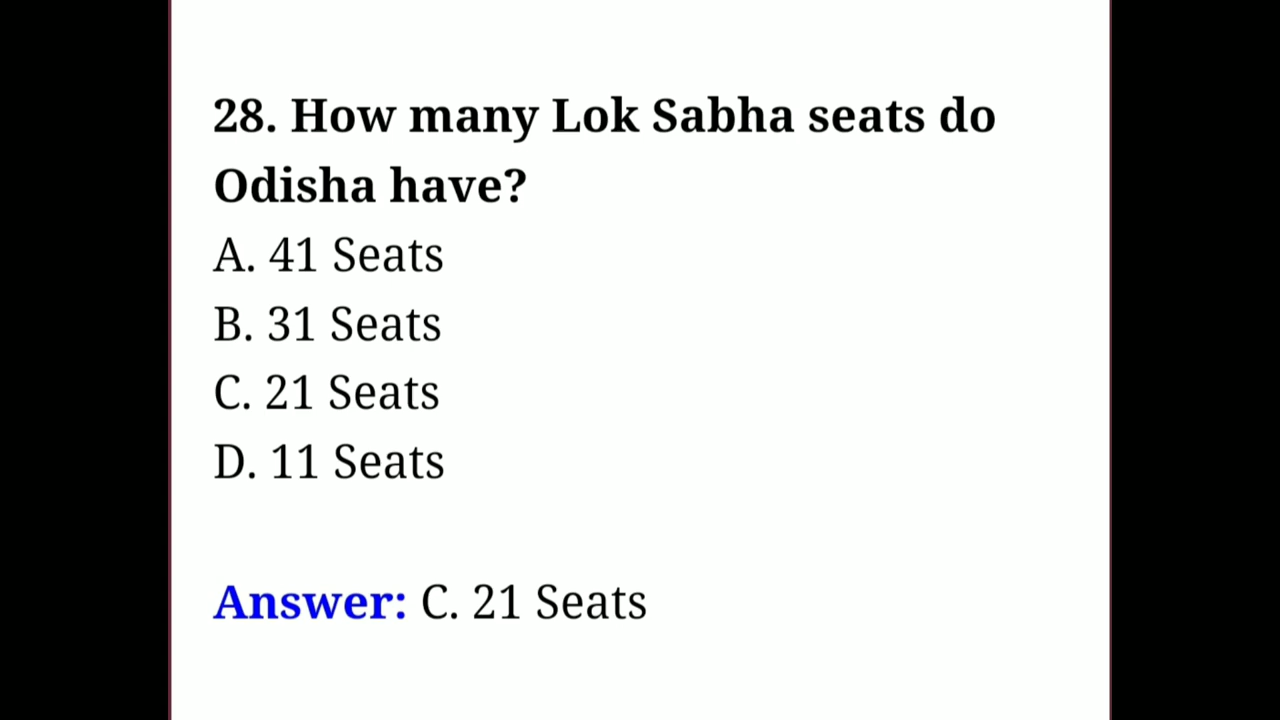 28. How many Lok Sabha seats do
Odisha have?
A. 41 Seats
B. 31 Seats
C. 21 Seats
D. 11 Seats
Answer: C. 21 Seats